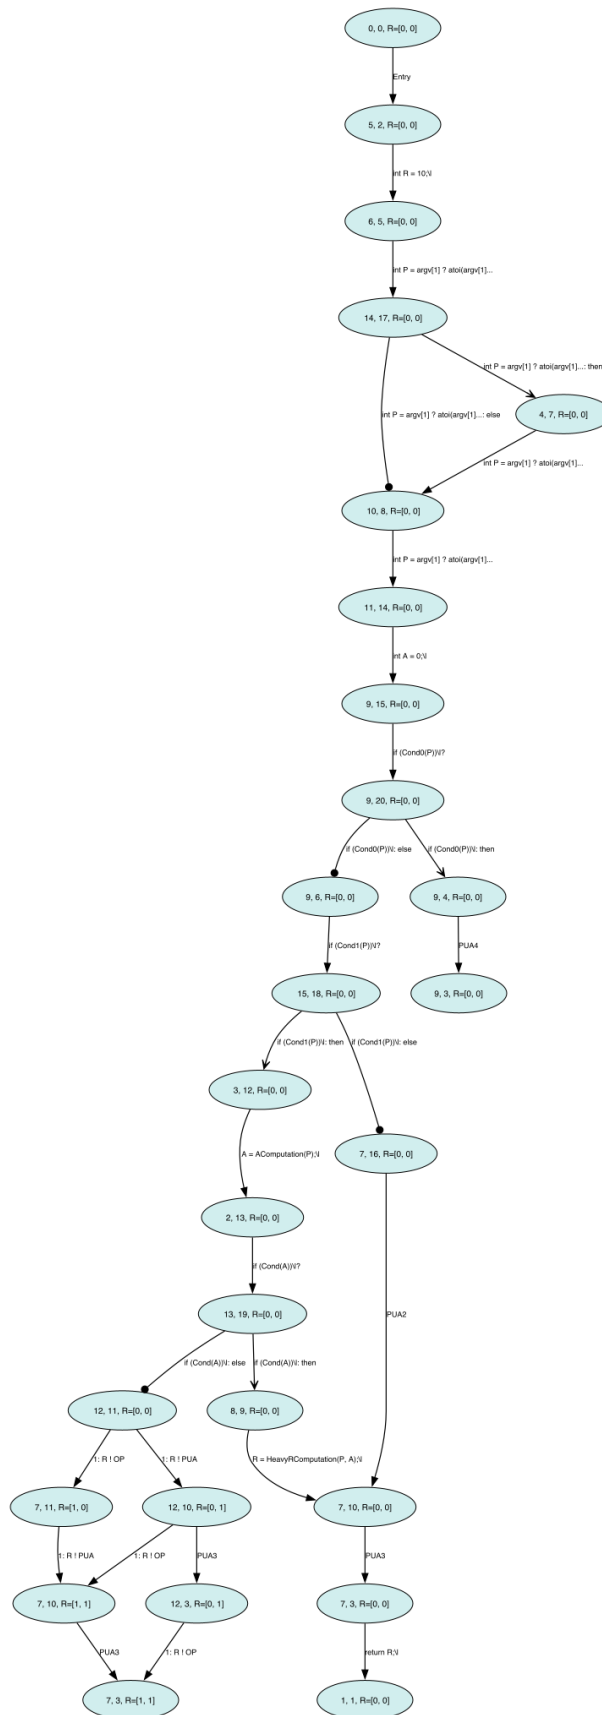 0, 0, R=[0, 0]
Entry
5, 2, R=[0, 0]
int R = 10;\l
6, 5, R=[0, 0]
int P = argv[1] ? atoi(argv[1]...
14, 17, R=[0, 0]
int P = argv[1] ? atoi(argv[1]...: then
int P = argv[1] ? atoi(argv[1]...: else
4, 7, R=[0, 0]
int P = argv[1] ? atoi(argv[1]...
10, 8, R=[0, 0]
int P = argv[1] ? atoi(argv[1]...
11, 14, R=[0, 0]
int A = 0;\l
9, 15, R=[0, 0]
if (Cond0(P))\l?
9, 20, R=[0, 0]
if (Cond0(P))\l: else
if (Cond0(P))\l: then
9, 6, R=[0, 0]
9, 4, R=[0, 0]
if (Cond1(P))\l?
PUA4
15, 18, R=[0, 0]
9, 3, R=[0, 0]
if (Cond1(P))\l: then
if (Cond1(P))\l: else
3, 12, R=[0, 0]
A = AComputation(P);\l
7, 16, R=[0, 0]
2, 13, R=[0, 0]
if (Cond(A))\l?
PUA2
13, 19, R=[0, 0]
if (Cond(A))\l: else
if (Cond(A))\l: then
12, 11, R=[0, 0]
8, 9, R=[0, 0]
1: R ! OP
1: R ! PUA
R = HeavyRComputation(P, A);\l
7, 11, R=[1, 0]
12, 10, R=[0, 1]
7, 10, R=[0, 0]
1: R ! PUA
1: R ! OP
PUA3
PUA3
7, 10, R=[1, 1]
12, 3, R=[0, 1]
7, 3, R=[0, 0]
PUA3
1: R ! OP
return R;\l
7, 3, R=[1, 1]
1, 1, R=[0, 0]